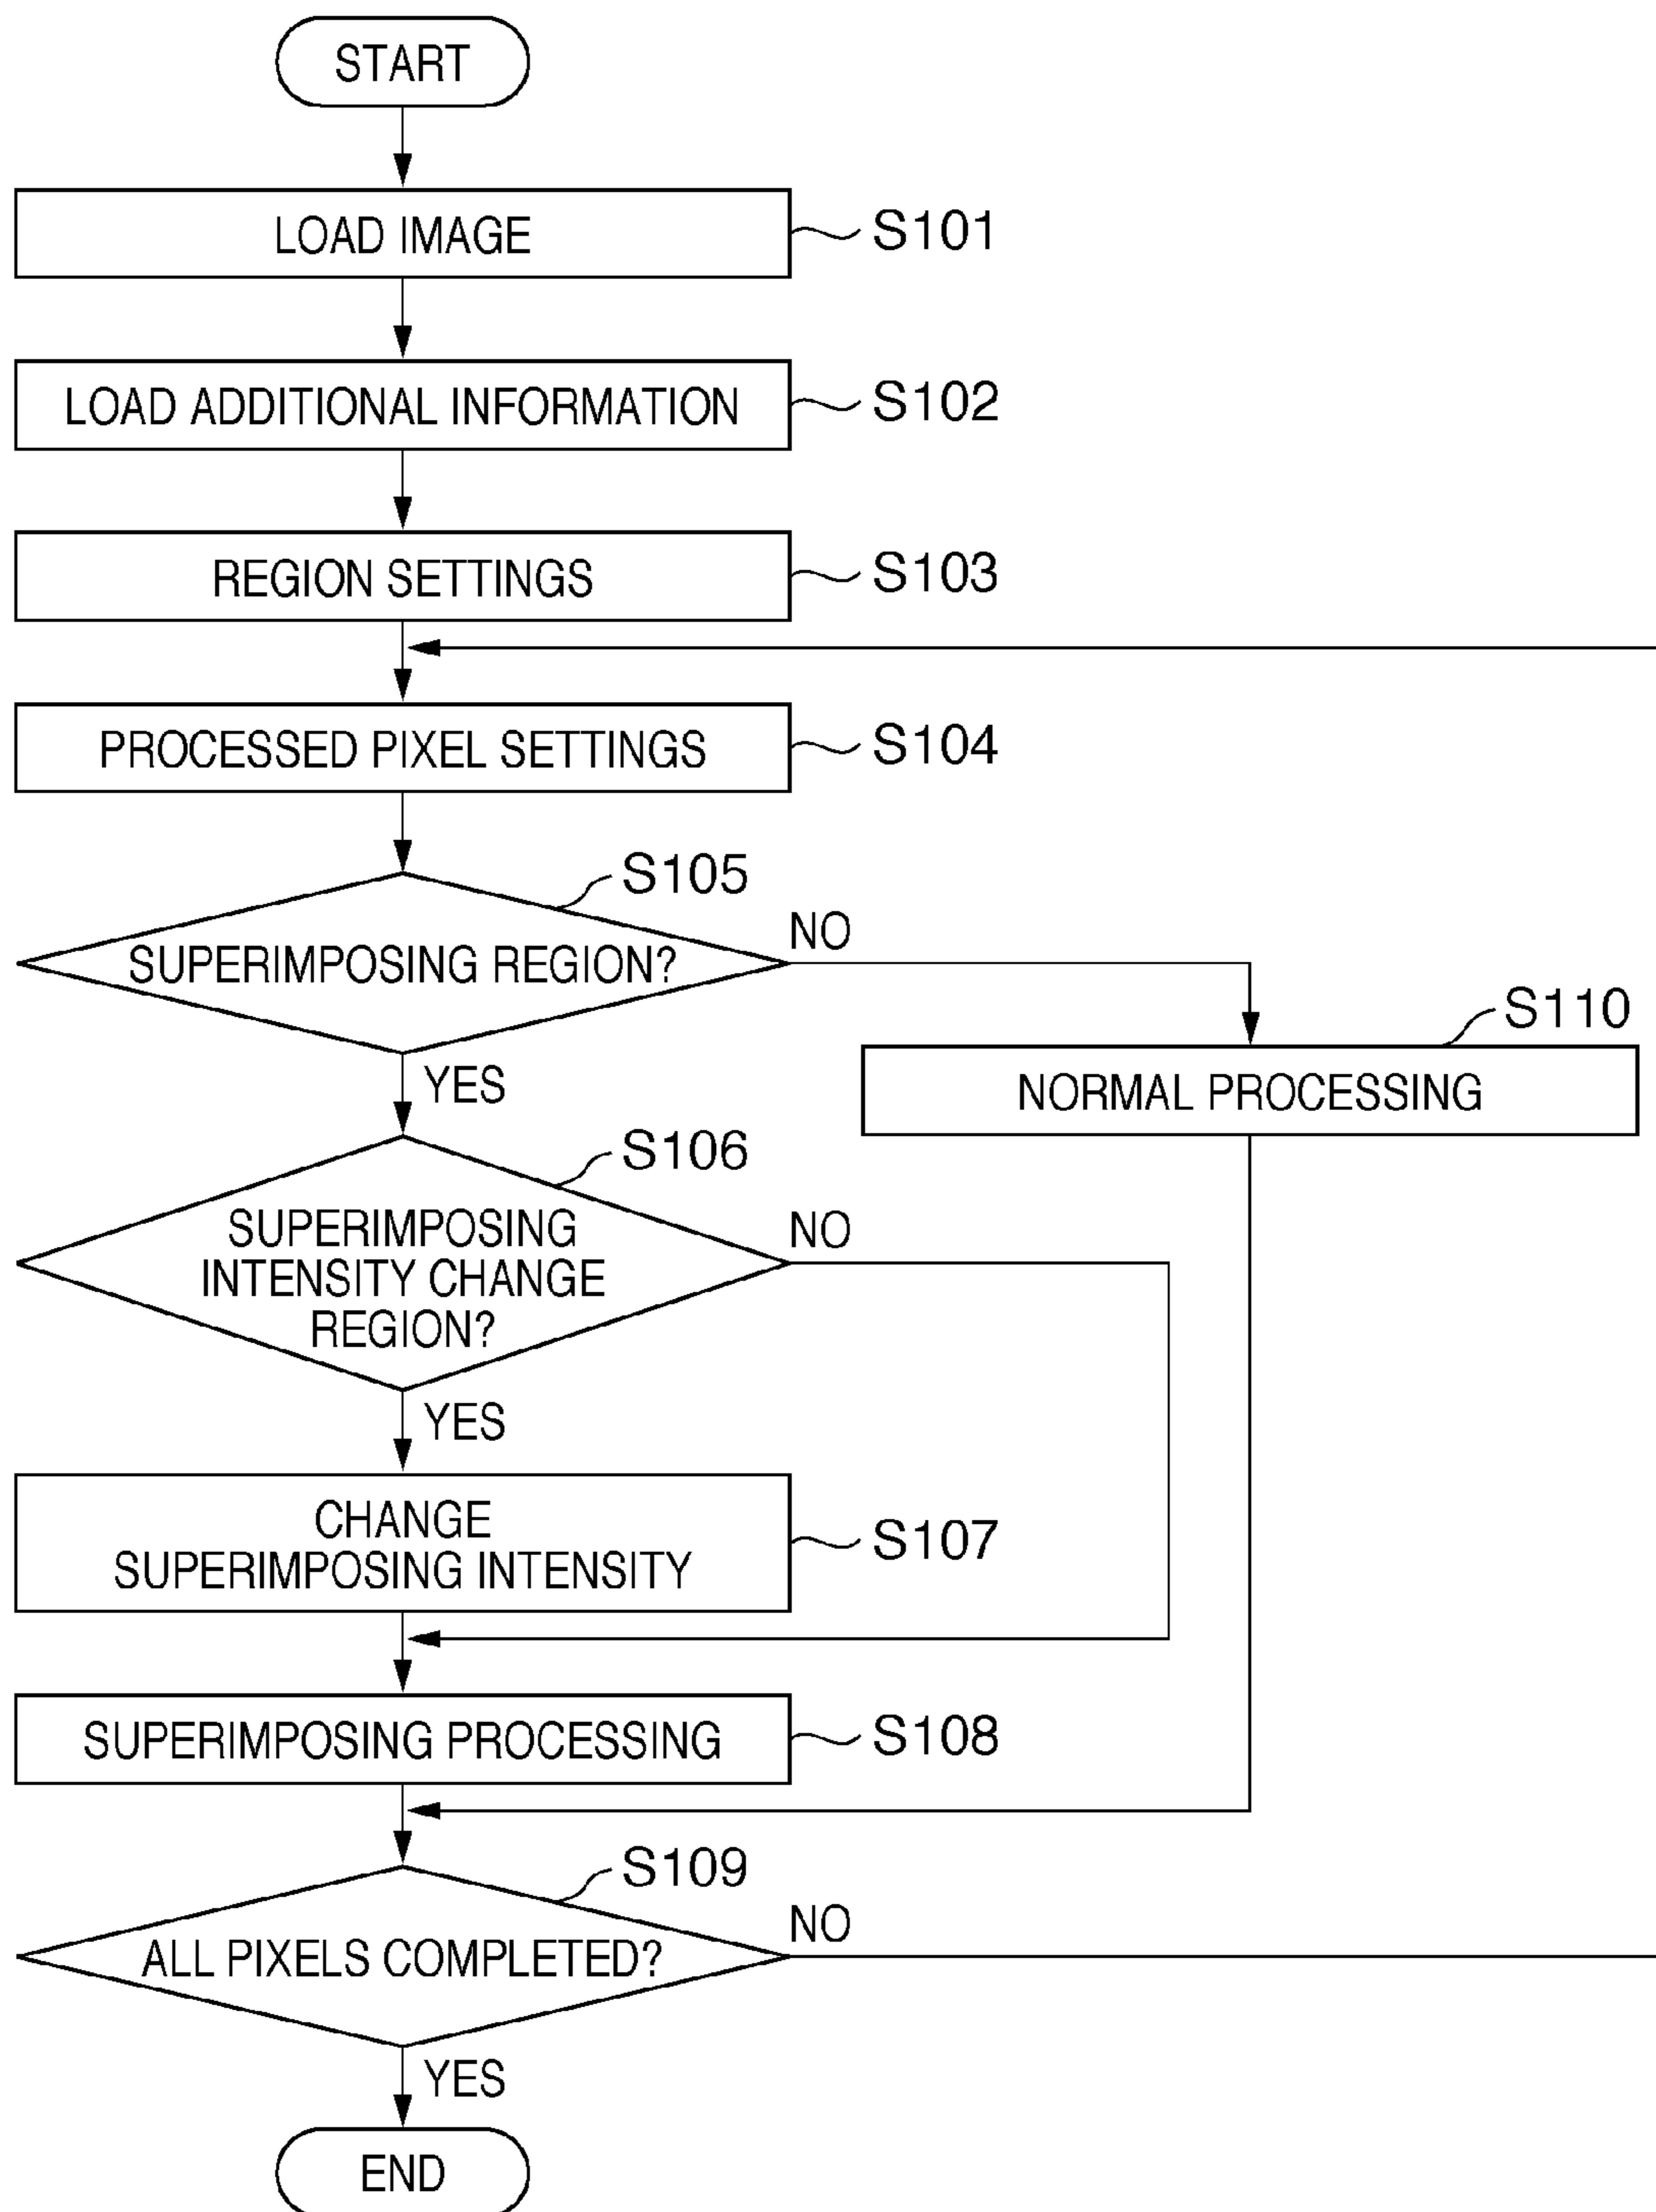 START
LOAD IMAGE
S101
LOAD ADDITIONAL INFORMATION
S102
REGION SETTINGS
S103
PROCESSED PIXEL SETTINGS
S104
S105
SUPERIMPOSING REGION?
NO
YES
S110
NORMAL PROCESSING
S106
SUPERIMPOSING
INTENSITY CHANGE
REGION?
NO
YES
CHANGE
SUPERIMPOSING INTENSITY
S107
SUPERIMPOSING PROCESSING
S108
S109
ALL PIXELS COMPLETED?
NO
YES
END